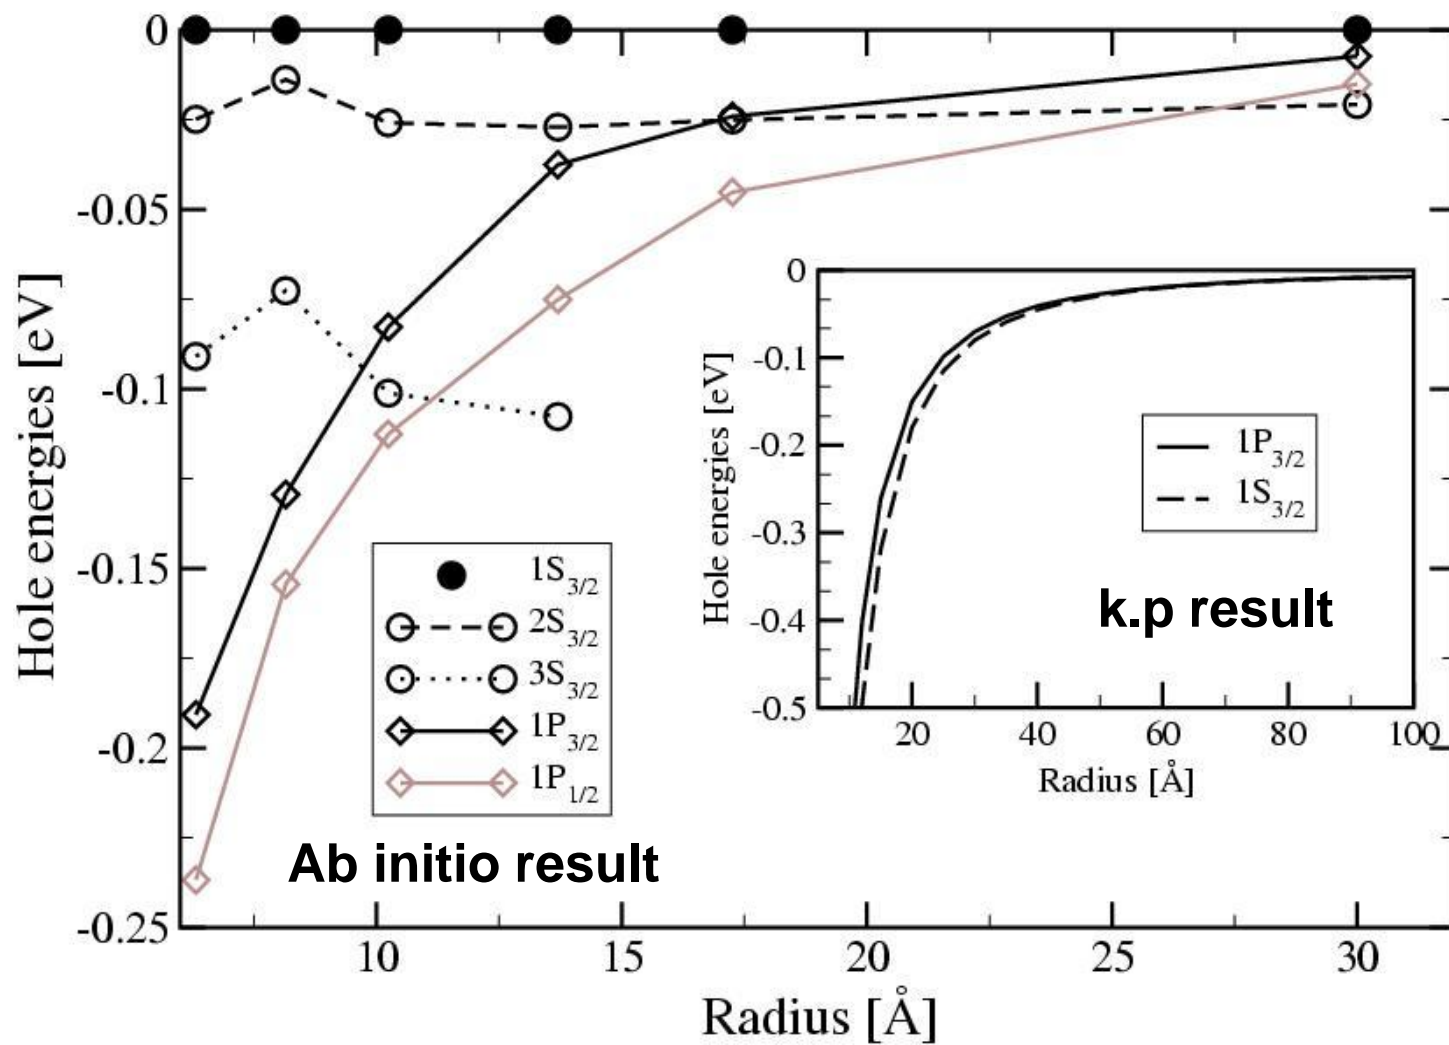 0
-0.05
-0.1
-0.15
-0.2
-0.25
Hole energies [eV]
10
15
20
25
30
Radius [Å]
1S3/2
2S3/2
3S3/2
1P3/2
1P1/2
Ab initio result
0
-0.1
-0.2
-0.3
-0.4
-0.5
Hole energies [eV]
1P3/2
1S3/2
k.p result
20
40
60
80
100
Radius [Å]